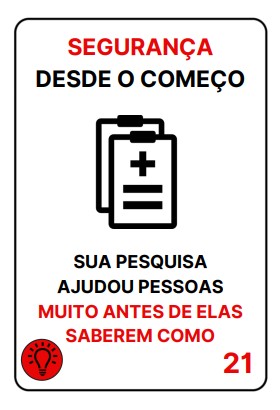 SEGURANÇA
DESDE O COMEÇO
SUA PESQUISA
AJUDOU PESSOAS
MUITO ANTES DE ELAS
SABEREM COMO
21